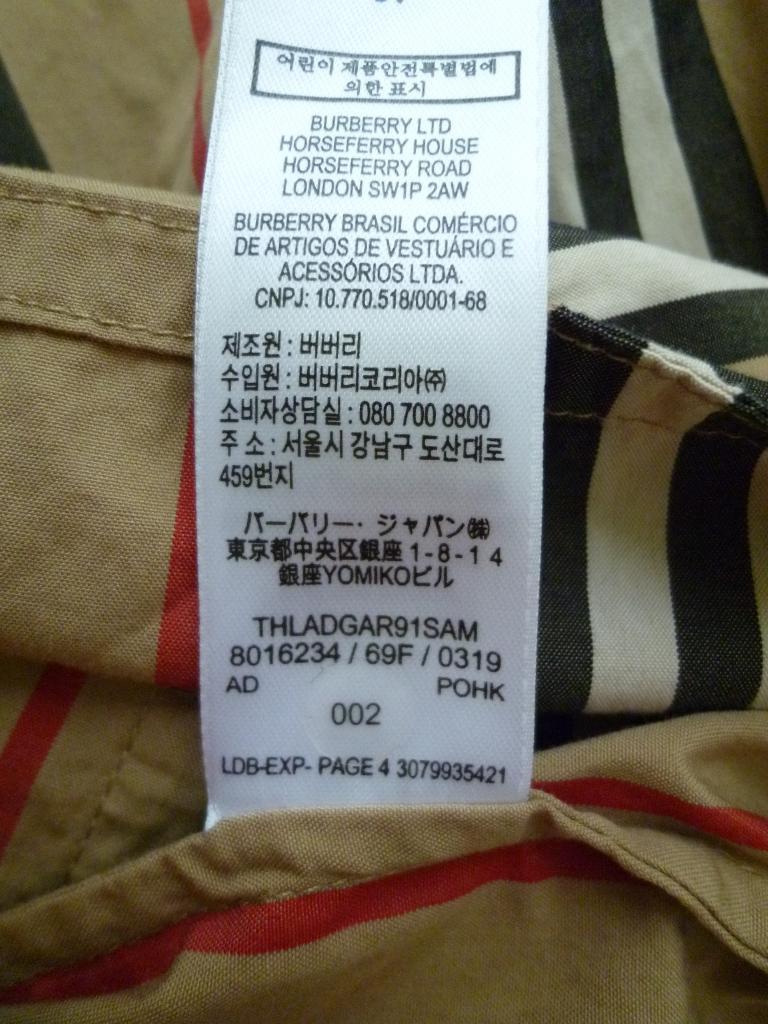 어린이 제품안전특별법에
의한 표시
BURBERRY LTD
HORSEFERRY HOUSE
HORSEFERRY ROAD
LONDON SW1P 2AW
BURBERRY BRASIL COMÉRCIO
DE ARTIGOS DE VESTUÁRIO E
ACESSÓRIOS LTDA.
CNPJ: 10.770.518/0001-68
제조원 : 버버리
수입원 : 버버리코리아㈜
소비자상담실 : 080 700 8800
주 소 : 서울시 강남구 도산대로
459번지
バーバリー・ジャパン㈱
東京都中央区銀座 1 - 8 - 1 4
銀座YOMIKOビル
THLADGAR91SAM
8016234 / 69F / 0319
AD POHK
002
LDB-EXP- PAGE 4 3079935421